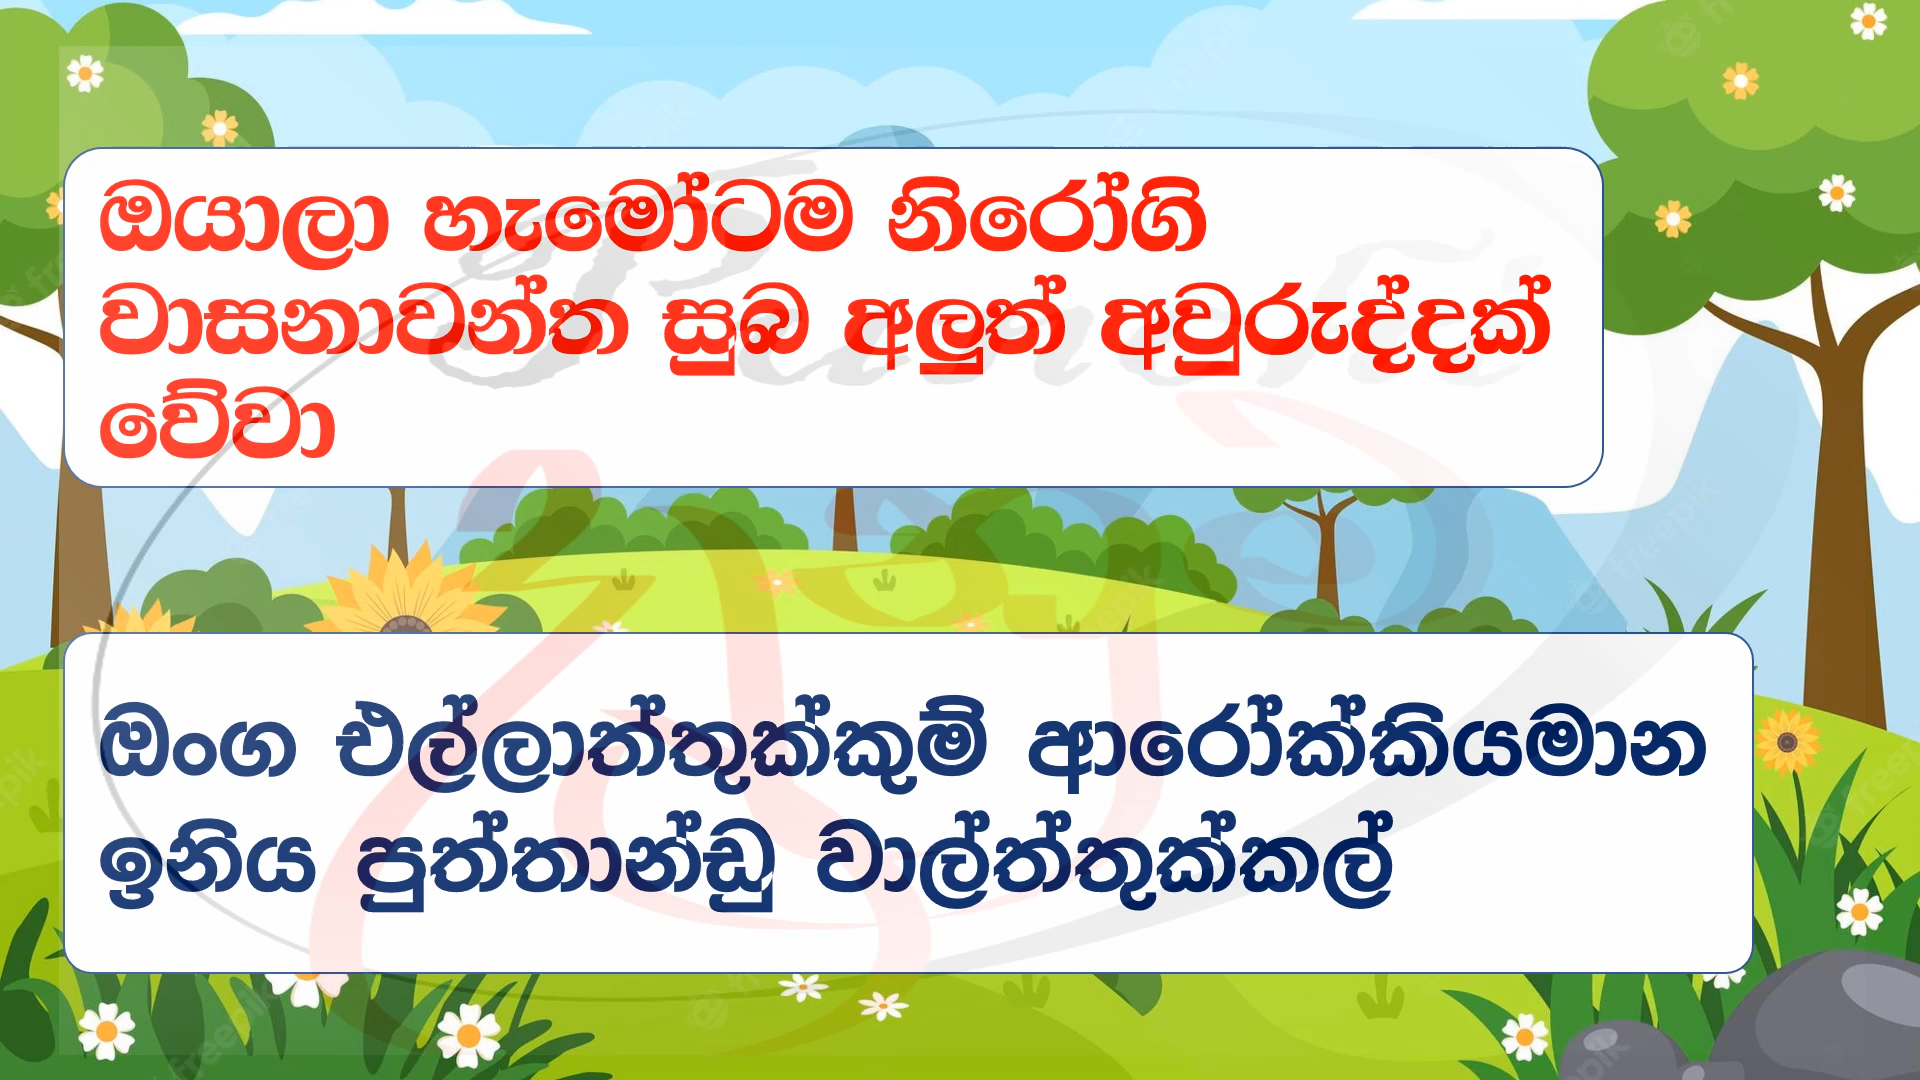 ඔයාලා හැමෝටම නිරෝගි
වාසනාවන්ත සුබ අලුත් අවුරුද්දක්
වේවා
ඔංග එල්ලාත්තුක්කුම් ආරෝක්කියමාන
ඉනිය පුත්තාන්ඩු වාල්ත්තුක්කල්